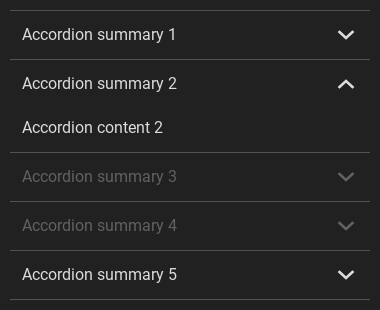 Accordion summary 1
Accordion summary 2
Accordion content 2
Accordion summary 3
Accordion summary 4
Accordion summary 5